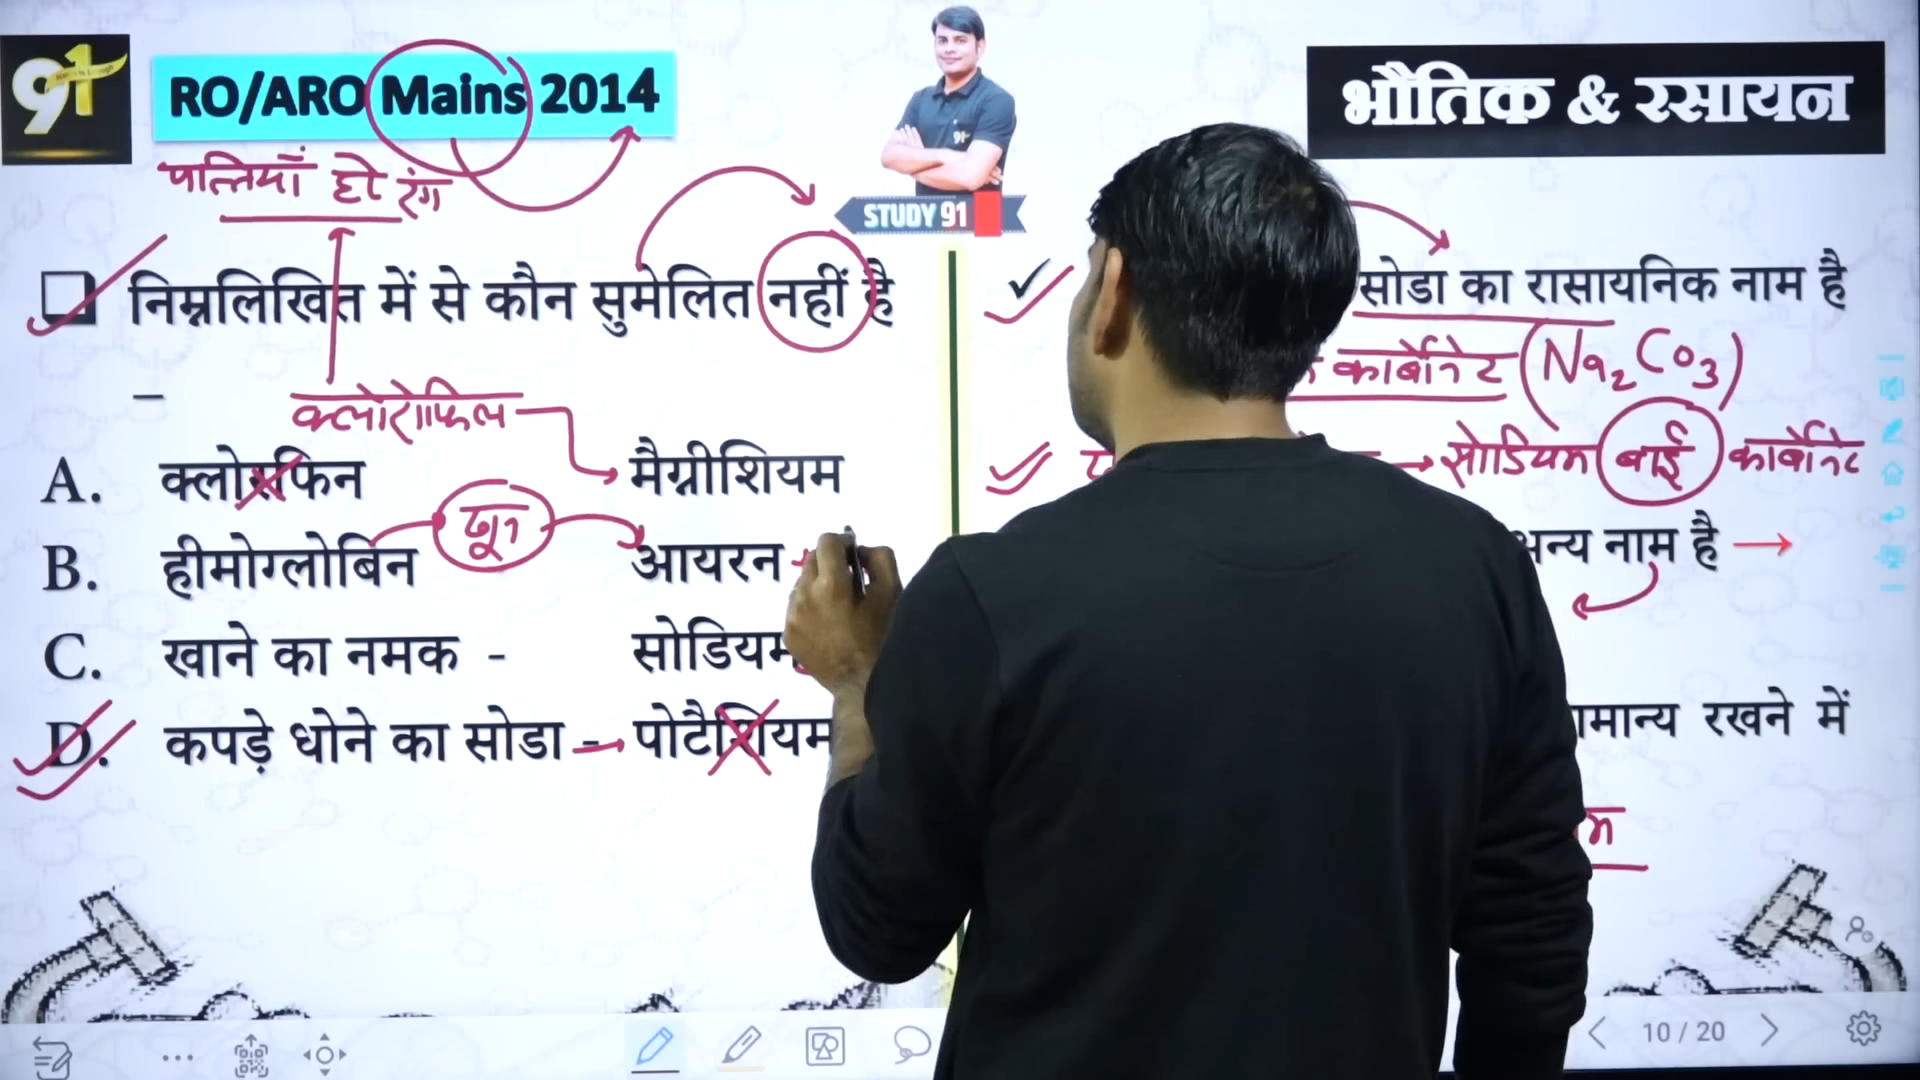 91
RO/ARO Mains 2014
STUDY 91
भौतिक & रसायन
पत्तियाँ हरे रंग
निम्नलिखित में से कौन सुमेलित नहीं है
–
क्लोरोफिल
A. क्लोरोफिन मैग्नीशियम
B. हीमोग्लोबिन खून आयरन
C. खाने का नमक - सोडियम
D. कपड़े धोने का सोडा - पोटैशियम
सोडा का रासायनिक नाम है
कार्बोनेट (Na2CO3)
सोडियम बाई कार्बोनेट
अन्य नाम है →
रखने में
10 / 20